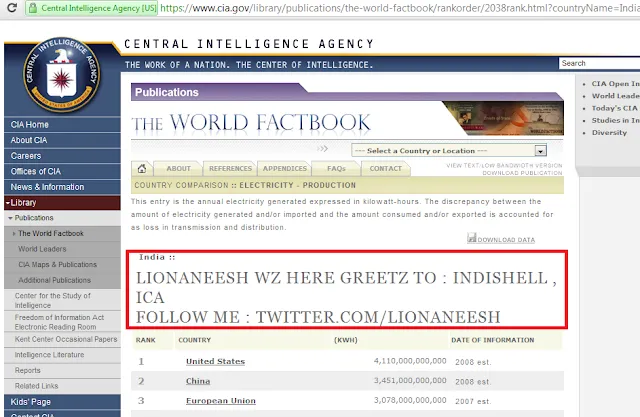 Central Intelligence Agency [US]
https://www.cia.gov/library/publications/the-world-factbook/rankorder/2038rank.html?countryName=India
CENTRAL INTELLIGENCE AGENCY
THE WORK OF A NATION. THE CENTER OF INTELLIGENCE.
Search
CIA Home
About CIA
Careers
Offices of CIA
News & Information
Library
Publications
The World Factbook
World Leaders
CIA Maps & Publications
Additional Publications
Center for the Study of
Intelligence
Freedom of Information Act
Electronic Reading Room
Kent Center Occasional Papers
Intelligence Literature
Reports
Related Links
Kids' Page
Contact CIA
Publications
THE WORLD FACTBOOK
--- Select a Country or Location ---
ABOUT
REFERENCES
APPENDICES
FAQs
CONTACT
VIEW TEXT/LOW BANDWIDTH VERSION
DOWNLOAD PUBLICATION
COUNTRY COMPARISON :: ELECTRICITY - PRODUCTION
This entry is the annual electricity generated expressed in kilowatt-hours. The discrepancy between the
amount of electricity generated and/or imported and the amount consumed and/or exported is accounted for
as loss in transmission and distribution.
DOWNLOAD DATA
India ::
LIONANEESH WZ HERE GREETZ TO : INDISHELL ,
ICA
FOLLOW ME : TWITTER.COM/LIONANEESH
RANK COUNTRY (KWH) DATE OF INFORMATION
1 United States 4,110,000,000,000 2008 est.
2 China 3,451,000,000,000 2008 est.
3 European Union 3,078,000,000,000 2007 est.
CIA Open In
World Leade
Today's CIA
Studies in In
Diversity